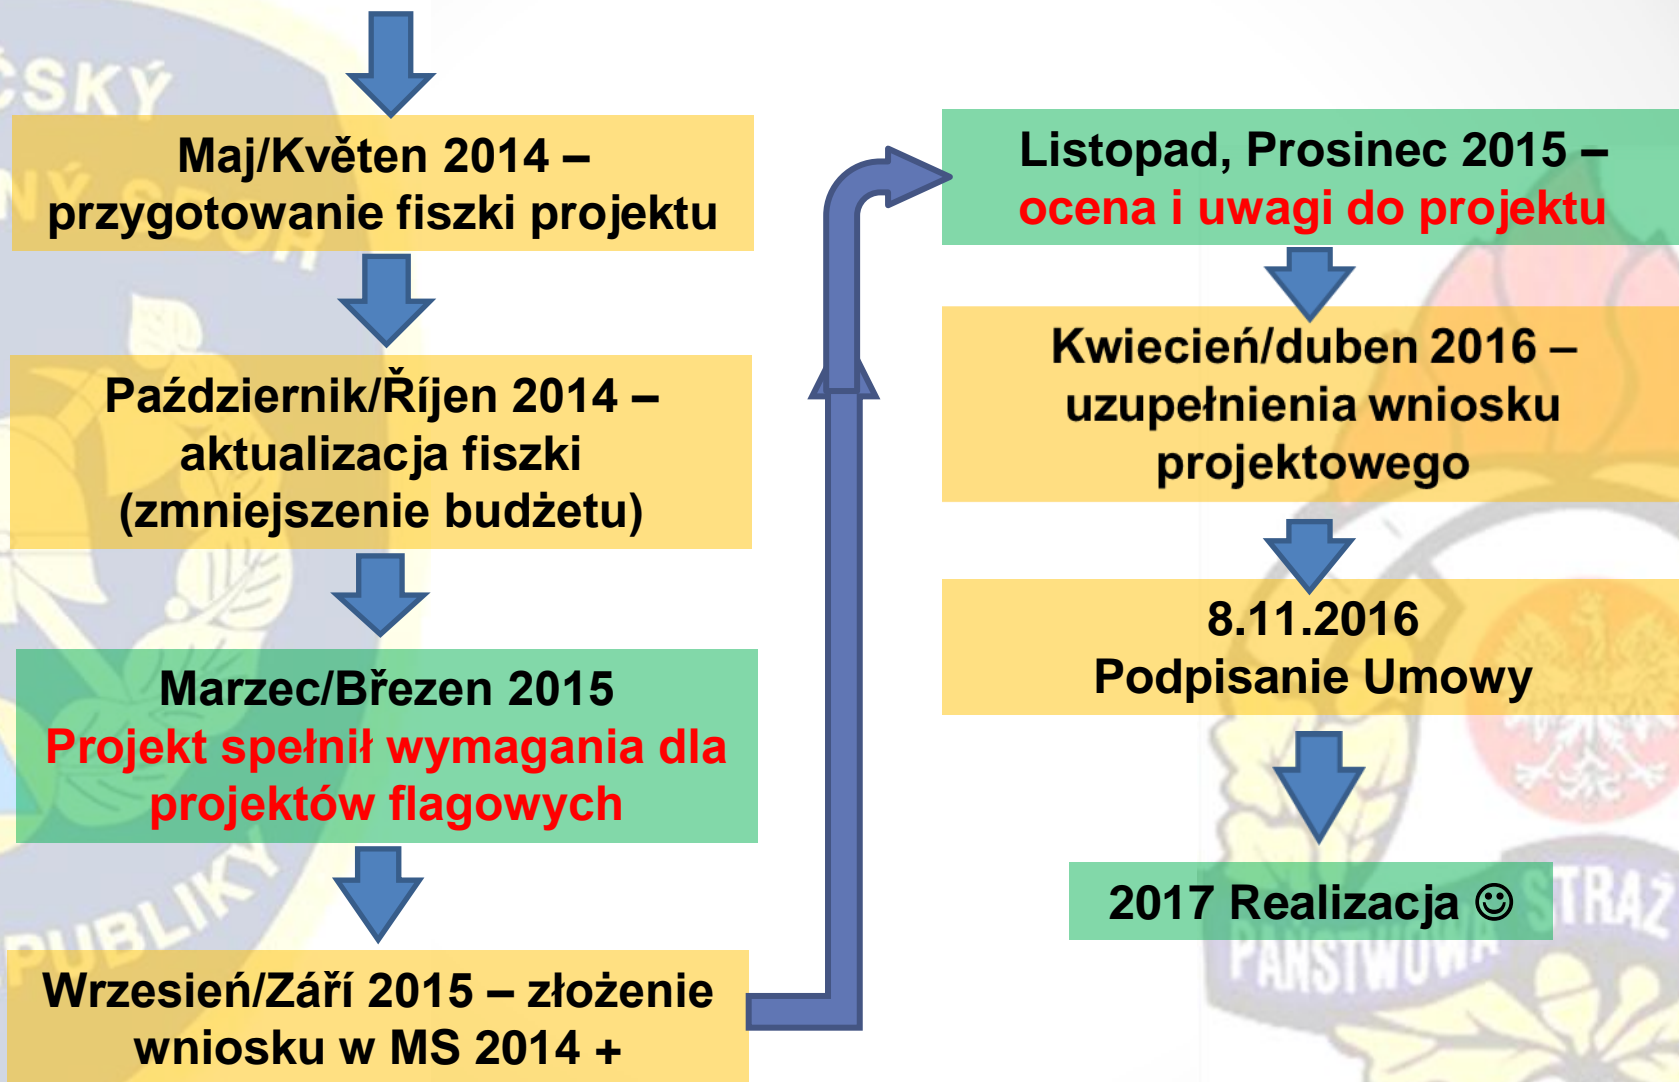 Maj/Květen 2014 –
przygotowanie fiszki projektu
Październik/Říjen 2014 –
aktualizacja fiszki
(zmniejszenie budżetu)
Marzec/Březen 2015
Projekt spełnił wymagania dla
projektów flagowych
Wrzesień/Září 2015 – złożenie
wniosku w MS 2014 +
Listopad, Prosinec 2015 –
ocena i uwagi do projektu
Kwiecień/duben 2016 –
uzupełnienia wniosku
projektowego
8.11.2016
Podpisanie Umowy
2017 Realizacja ☺
PAŃSTWOWA STRAŻ